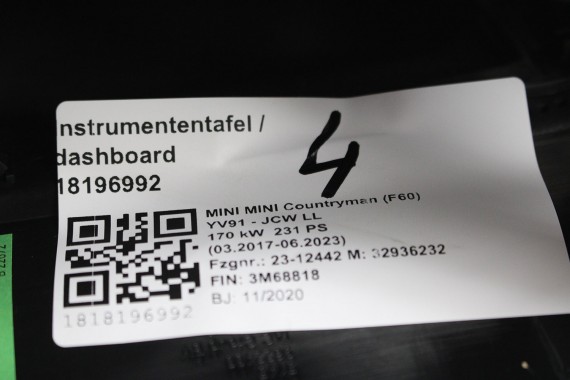 nstrumententafel /
dashboard
18196992
4
MINI MINI Countryman (F60)
YV91 - JCW LL
170 kW 231 PS
(03.2017-06.2023)
Fzgnr.: 23-12442 M: 32936232
FIN: 3M68818
BJ: 11/2020
1818196992